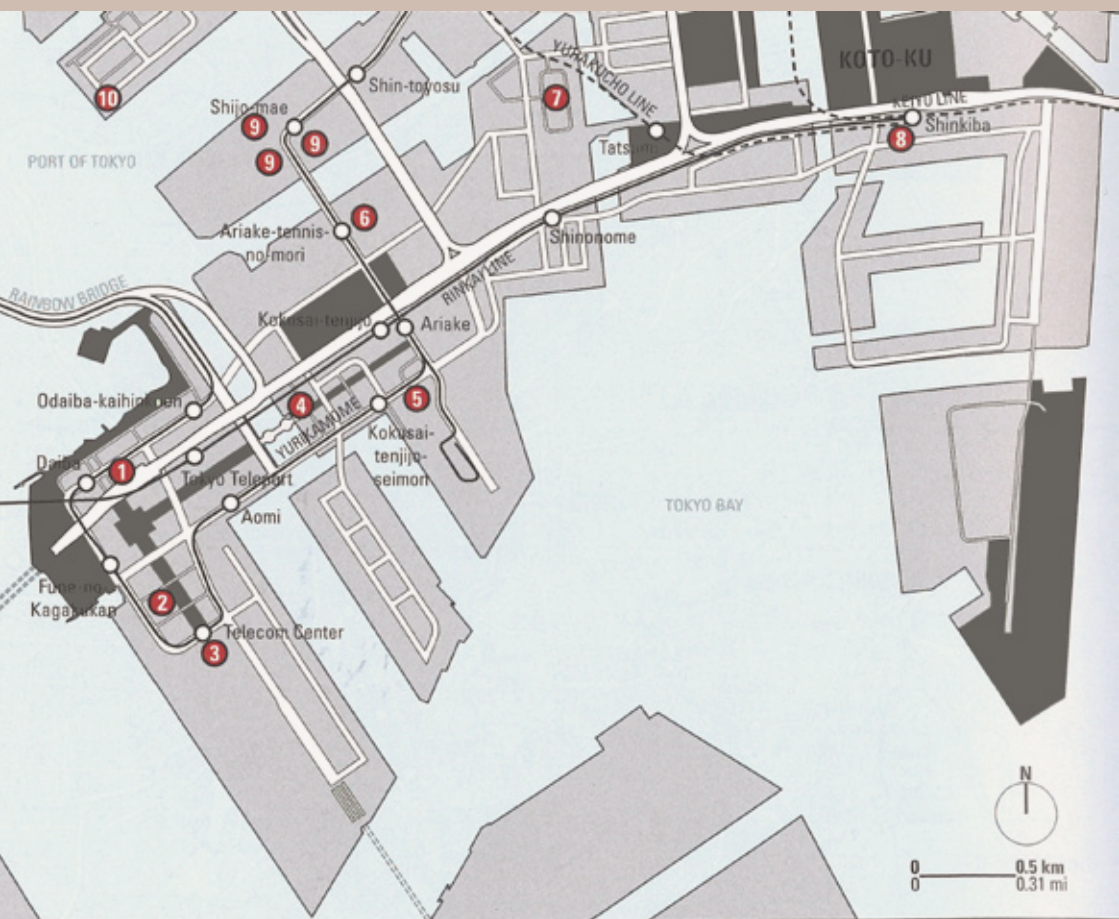 YURAKUCHO LINE
KOTO-KU
10
7
Shin-toyosu
Shijo-mae
9
9
9
KEIYO LINE
Shinkiba
8
Tatsumi
PORT OF TOKYO
6
Ariake-tennis-
no-mori
Shinonome
RINKAI LINE
RAINBOW BRIDGE
Kokusai-tenjijo
Ariake
Odaiba-kaihinkoen
4
5
YURIKAMOME
Kokusai-
tenjijo-
seimon
Daiba
1
Tokyo Teleport
Aomi
TOKYO BAY
Fune-no-
Kagakukan
2
Telecom Center
3
N
0
0.5 km
0
0.31 mi